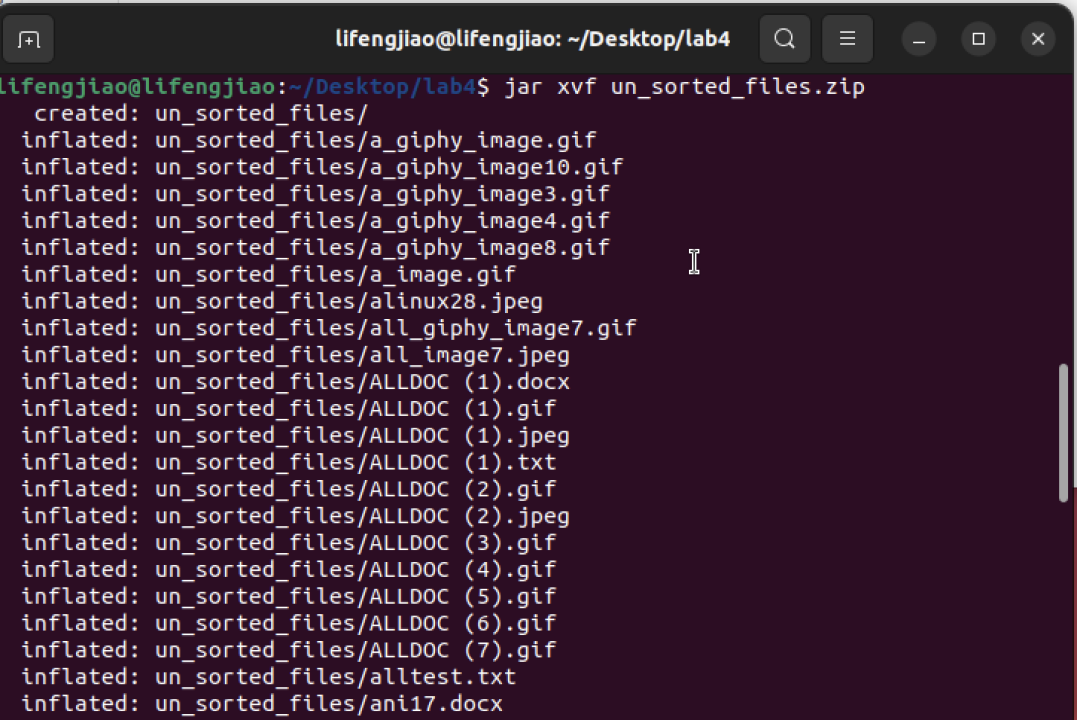 lifengjiao@lifengjiao: ~/Desktop/lab4
lifengjiao@lifengjiao:~/Desktop/lab4$ jar xvf un_sorted_files.zip
created: un_sorted_files/
inflated: un_sorted_files/a_giphy_image.gif
inflated: un_sorted_files/a_giphy_image10.gif
inflated: un_sorted_files/a_giphy_image3.gif
inflated: un_sorted_files/a_giphy_image4.gif
inflated: un_sorted_files/a_giphy_image8.gif
inflated: un_sorted_files/a_image.gif
inflated: un_sorted_files/alinux28.jpeg
inflated: un_sorted_files/all_giphy_image7.gif
inflated: un_sorted_files/all_image7.jpeg
inflated: un_sorted_files/ALLDOC (1).docx
inflated: un_sorted_files/ALLDOC (1).gif
inflated: un_sorted_files/ALLDOC (1).jpeg
inflated: un_sorted_files/ALLDOC (1).txt
inflated: un_sorted_files/ALLDOC (2).gif
inflated: un_sorted_files/ALLDOC (2).jpeg
inflated: un_sorted_files/ALLDOC (3).gif
inflated: un_sorted_files/ALLDOC (4).gif
inflated: un_sorted_files/ALLDOC (5).gif
inflated: un_sorted_files/ALLDOC (6).gif
inflated: un_sorted_files/ALLDOC (7).gif
inflated: un_sorted_files/alltest.txt
inflated: un_sorted_files/ani17.docx